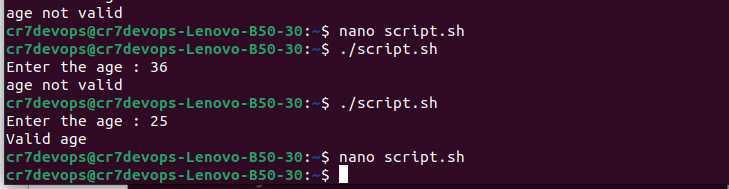 age not valid
cr7devops@cr7devops-Lenovo-B50-30:~$ nano script.sh
cr7devops@cr7devops-Lenovo-B50-30:~$ ./script.sh
Enter the age : 36
age not valid
cr7devops@cr7devops-Lenovo-B50-30:~$ ./script.sh
Enter the age : 25
Valid age
cr7devops@cr7devops-Lenovo-B50-30:~$ nano script.sh
cr7devops@cr7devops-Lenovo-B50-30:~$